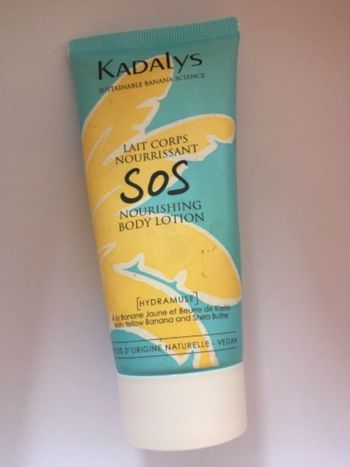 KADALYS
SUSTAINABLE BANANA SCIENCE
LAIT CORPS
NOURRISSANT
SOS
NOURISHING
BODY LOTION
[HYDRAMUSE]
la Banane Jaune et Beurre de Karité
with Yellow Banana and Shea Butter
D'ORIGINE NATURELLE - VEGAN